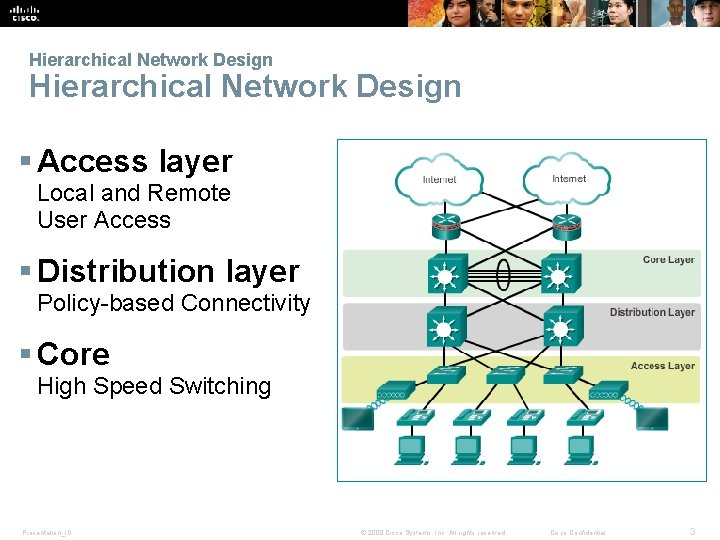 CISCO
Hierarchical Network Design
Hierarchical Network Design
Access layer
Local and Remote
User Access
Distribution layer
Policy-based Connectivity
Core
High Speed Switching
Internet
Internet
Core Layer
Distribution Layer
Access Layer
Presentation_ID
© 2008 Cisco Systems, Inc. All rights reserved.
Cisco Confidential
3